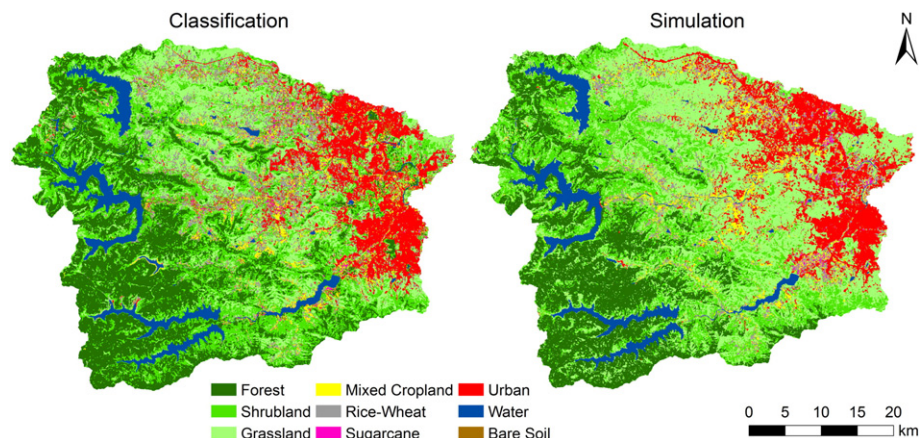 Classification Simulation N
Forest Mixed Cropland Urban
Shrubland Rice-Wheat Water
Grassland Sugarcane Bare Soil
0 5 10 15 20
km